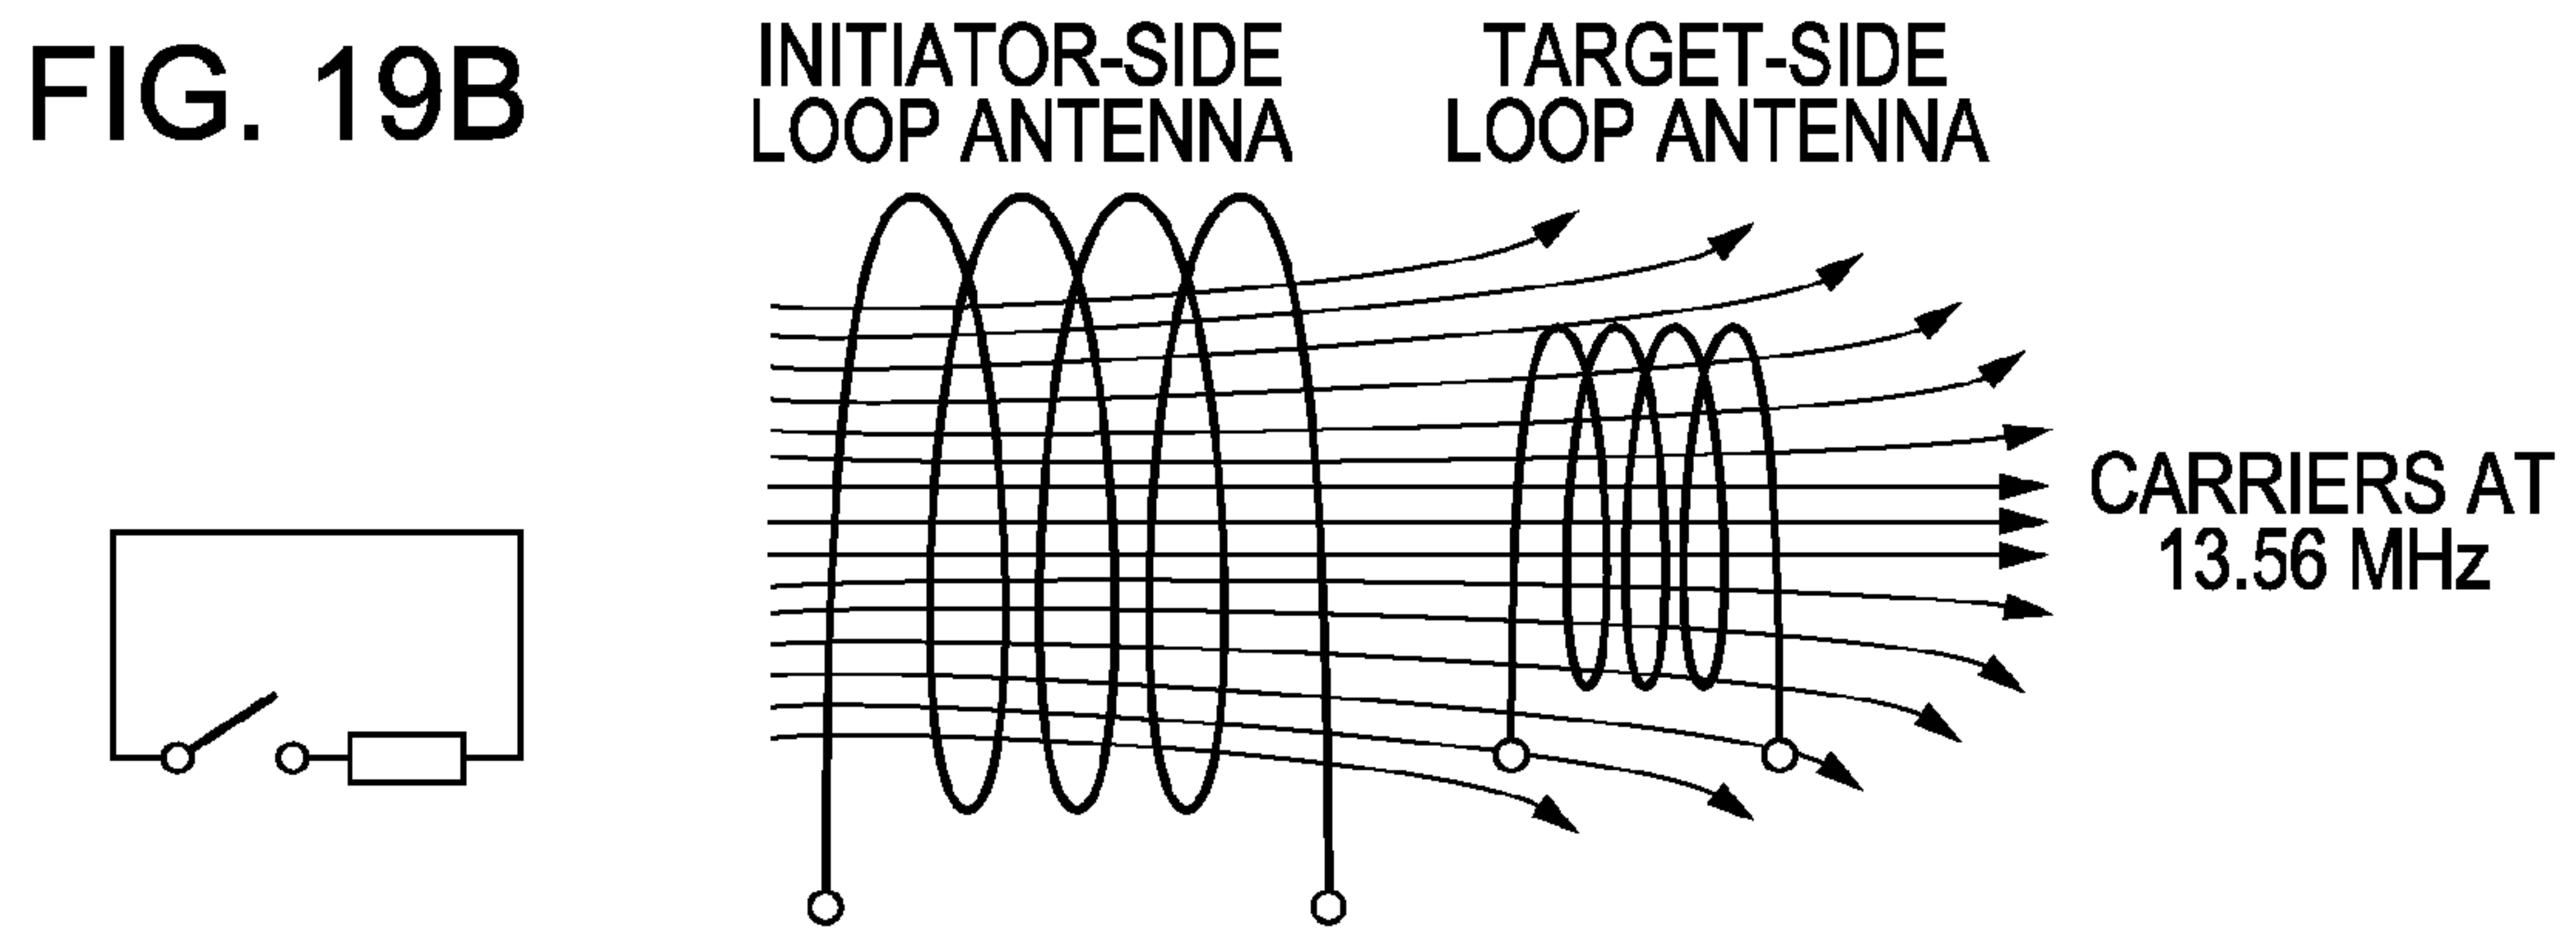 FIG. 19B
INITIATOR-SIDE
LOOP ANTENNA
TARGET-SIDE
LOOP ANTENNA
CARRIERS AT
13.56 MHz